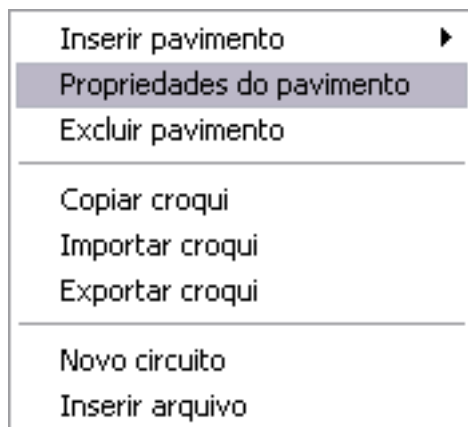 Inserir pavimento
Propriedades do pavimento
Excluir pavimento
Copiar croqui
Importar croqui
Exportar croqui
Novo circuito
Inserir arquivo